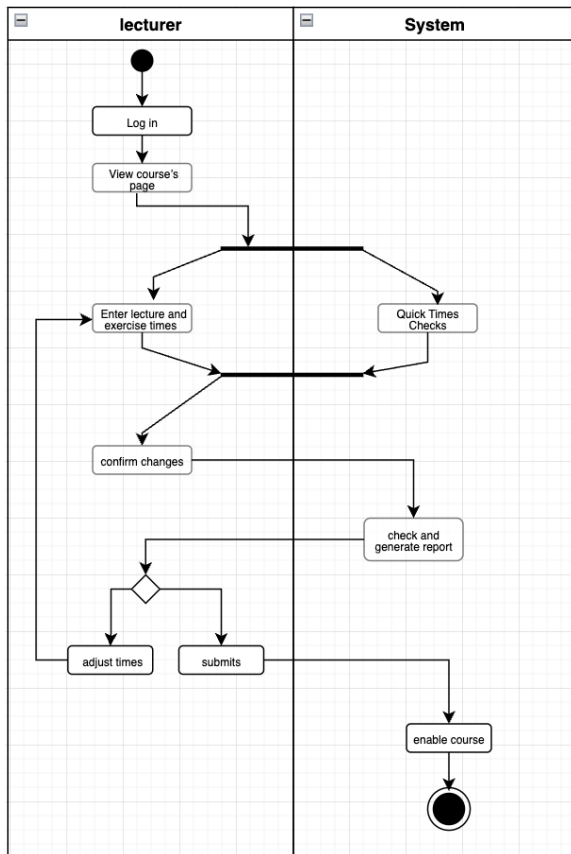 lecturer
System
Log in
View course's
page
Enter lecture and
exercise times
Quick Times
Checks
confirm changes
check and
generate report
adjust times
submits
enable course